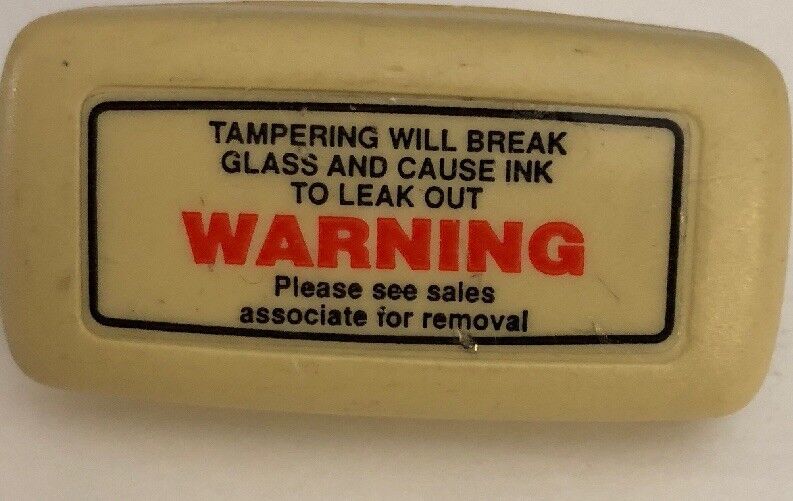 TAMPERING WILL BREAK
GLASS AND CAUSE INK
TO LEAK OUT
WARNING
Please see sales
associate for removal